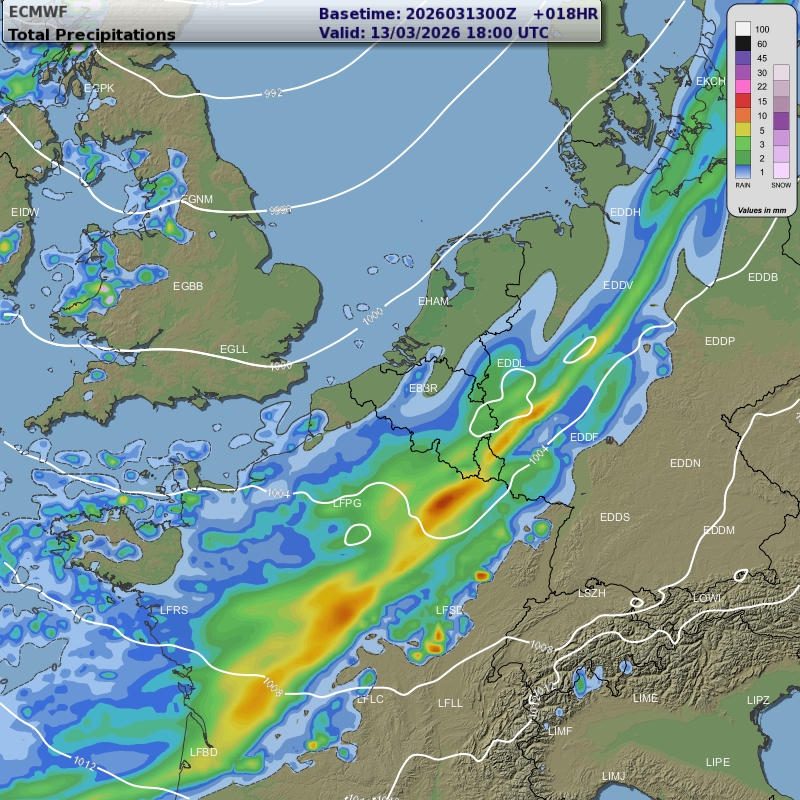 ECMWF
Total Precipitations
Basetime: 2026031300Z +018HR
Valid: 13/03/2026 18:00 UTC
100
60
45
30
22
15
10
5
3
2
1
RAIN SNOW
Values in mm
EGPK
992
EKCH
EGNM
996
EIDW
EDDH
EGBB
EHAM
EDDV
EDDB
1000
EGLL
1000
EDDP
EDDL
EBBR
EDDF
1004
EDDN
1004
LFPG
EDDS
EDDM
LFRS
LFSD
LSZH
LOWI
1008
1008
1012
LFLC
LFLL
LIME
LIPZ
LIMF
LFBD
1012
LIPE
LIMJ